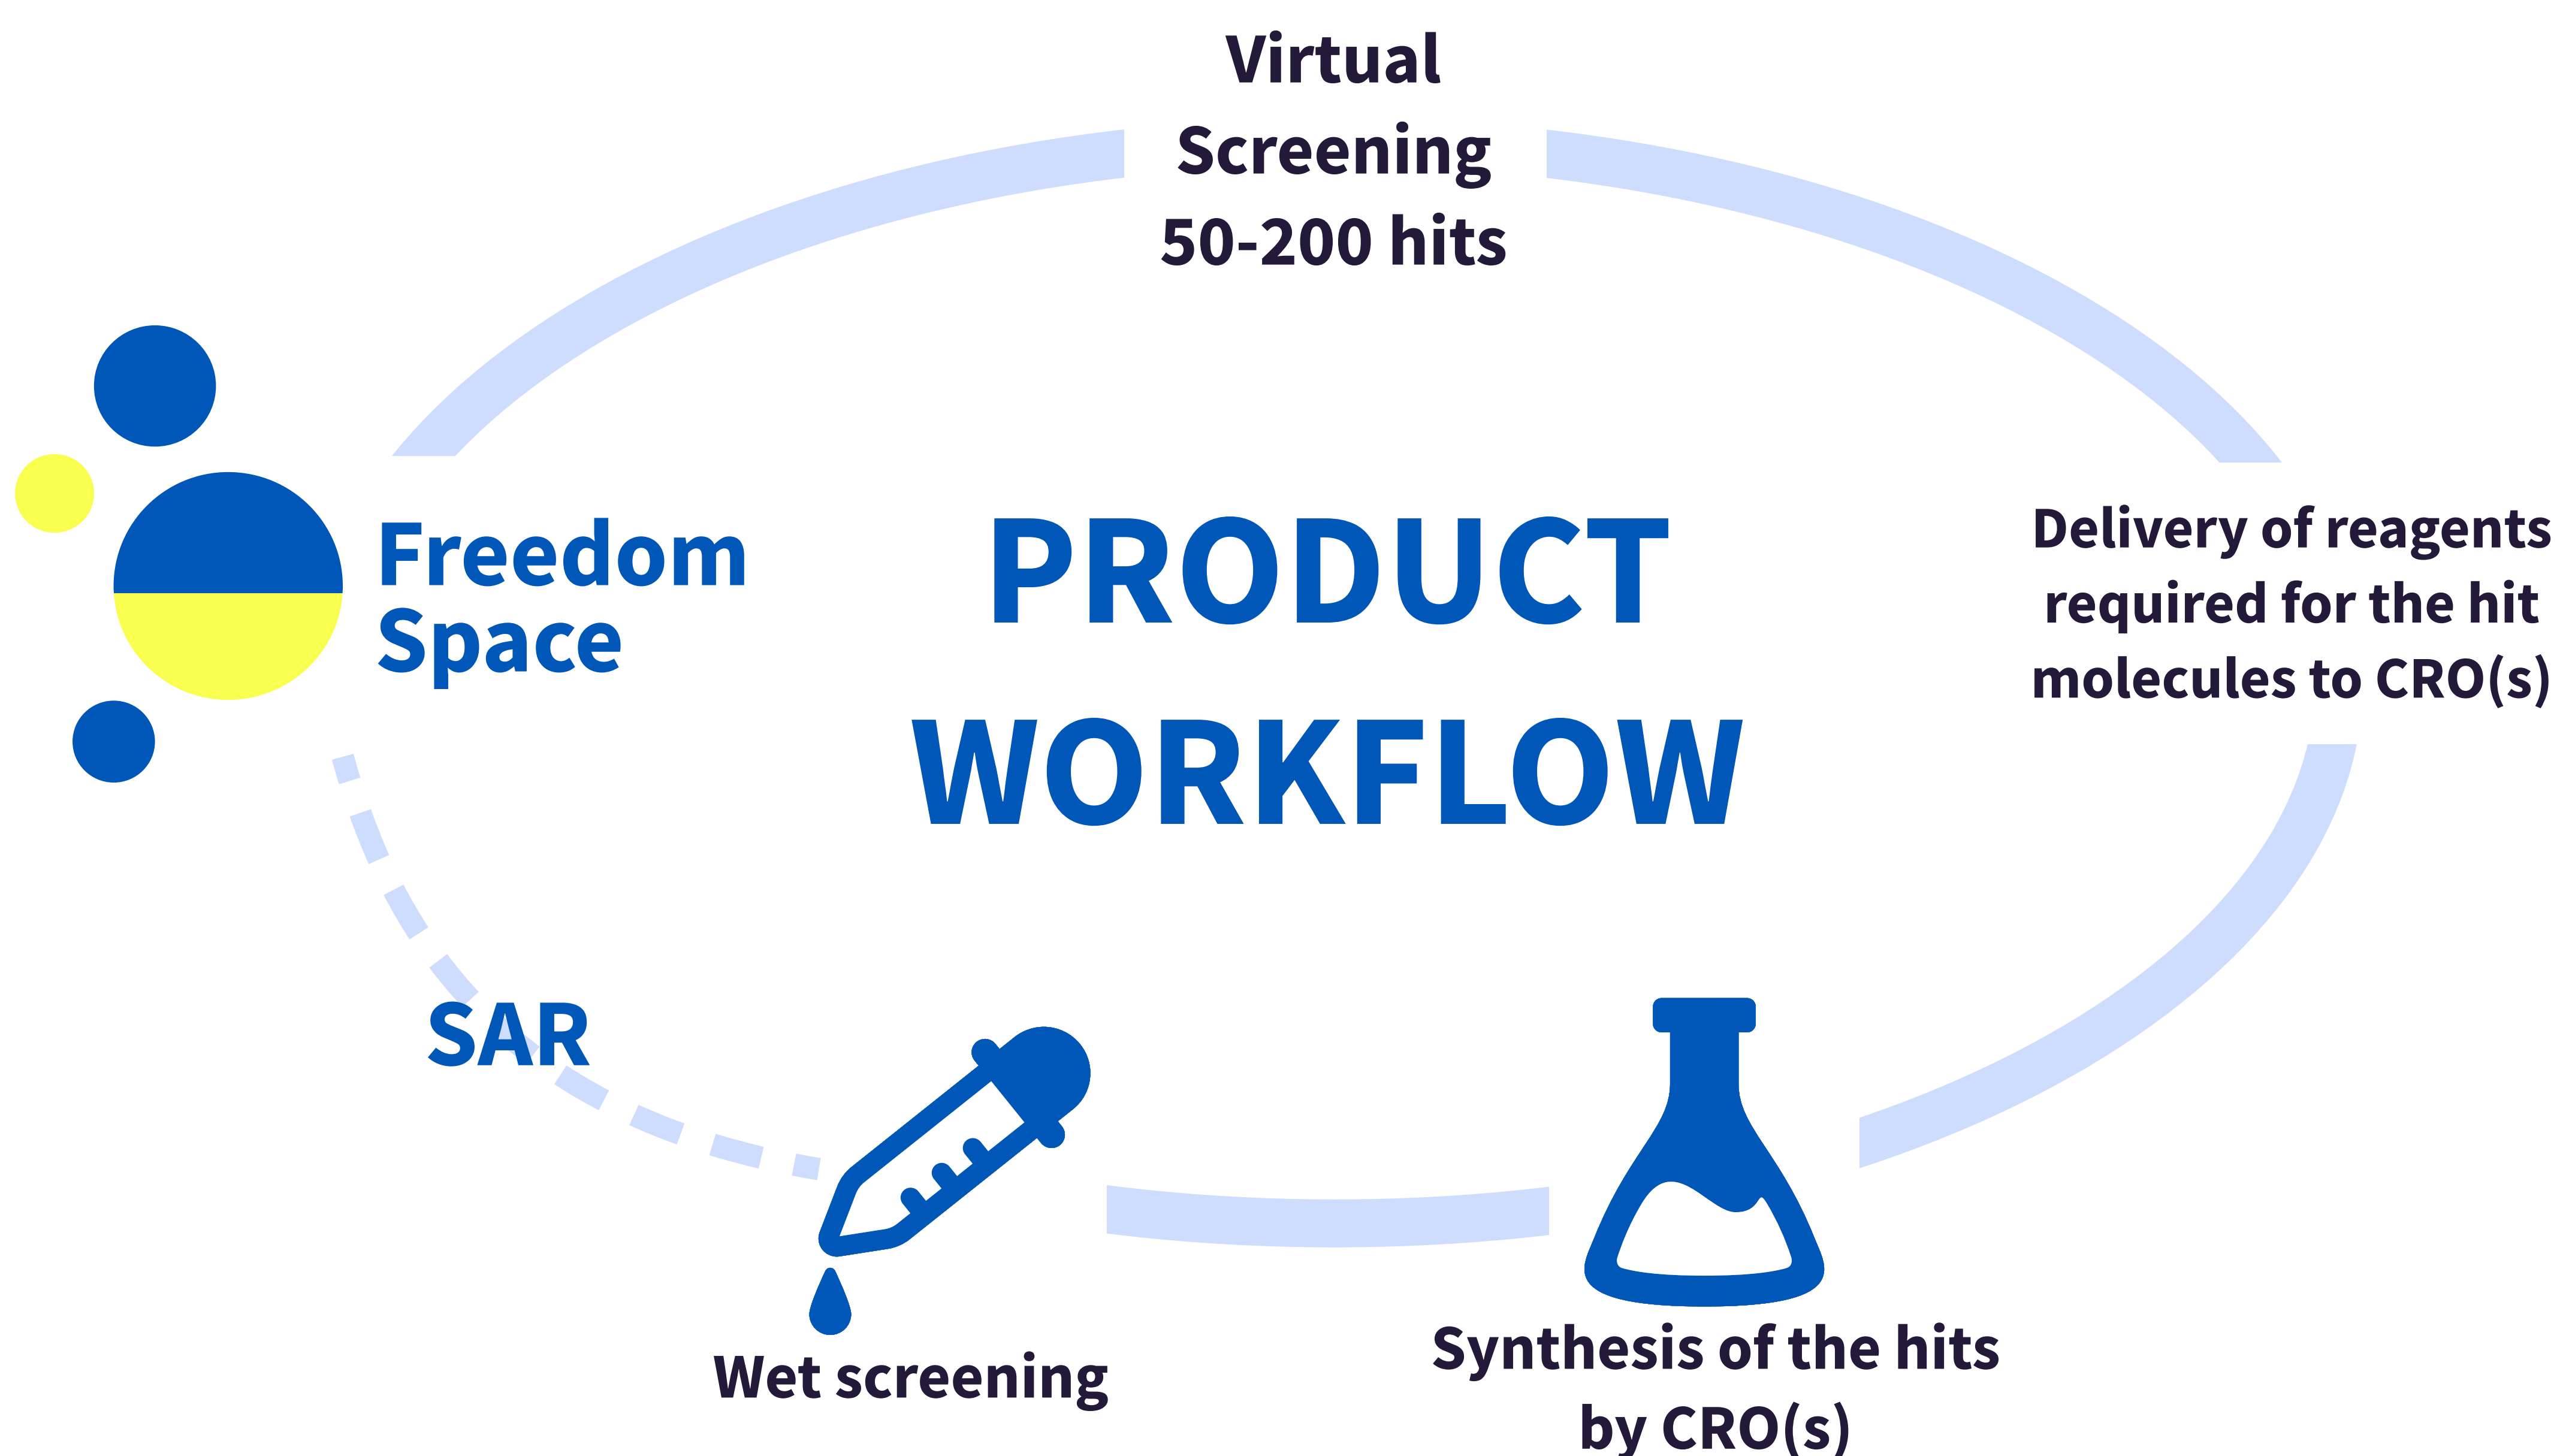 Virtual
Screening
50-200 hits
Freedom
Space
PRODUCT
WORKFLOW
Delivery of reagents
required for the hit
molecules to CRO(s)
SAR
Wet screening
Synthesis of the hits
by CRO(s)